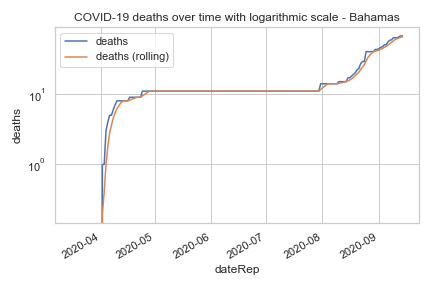 COVID-19 deaths over time with logarithmic scale - Bahamas
deaths
deaths (rolling)
10¹
10⁰
deaths
2020-04
2020-05
2020-06
2020-07
2020-08
2020-09
dateRep